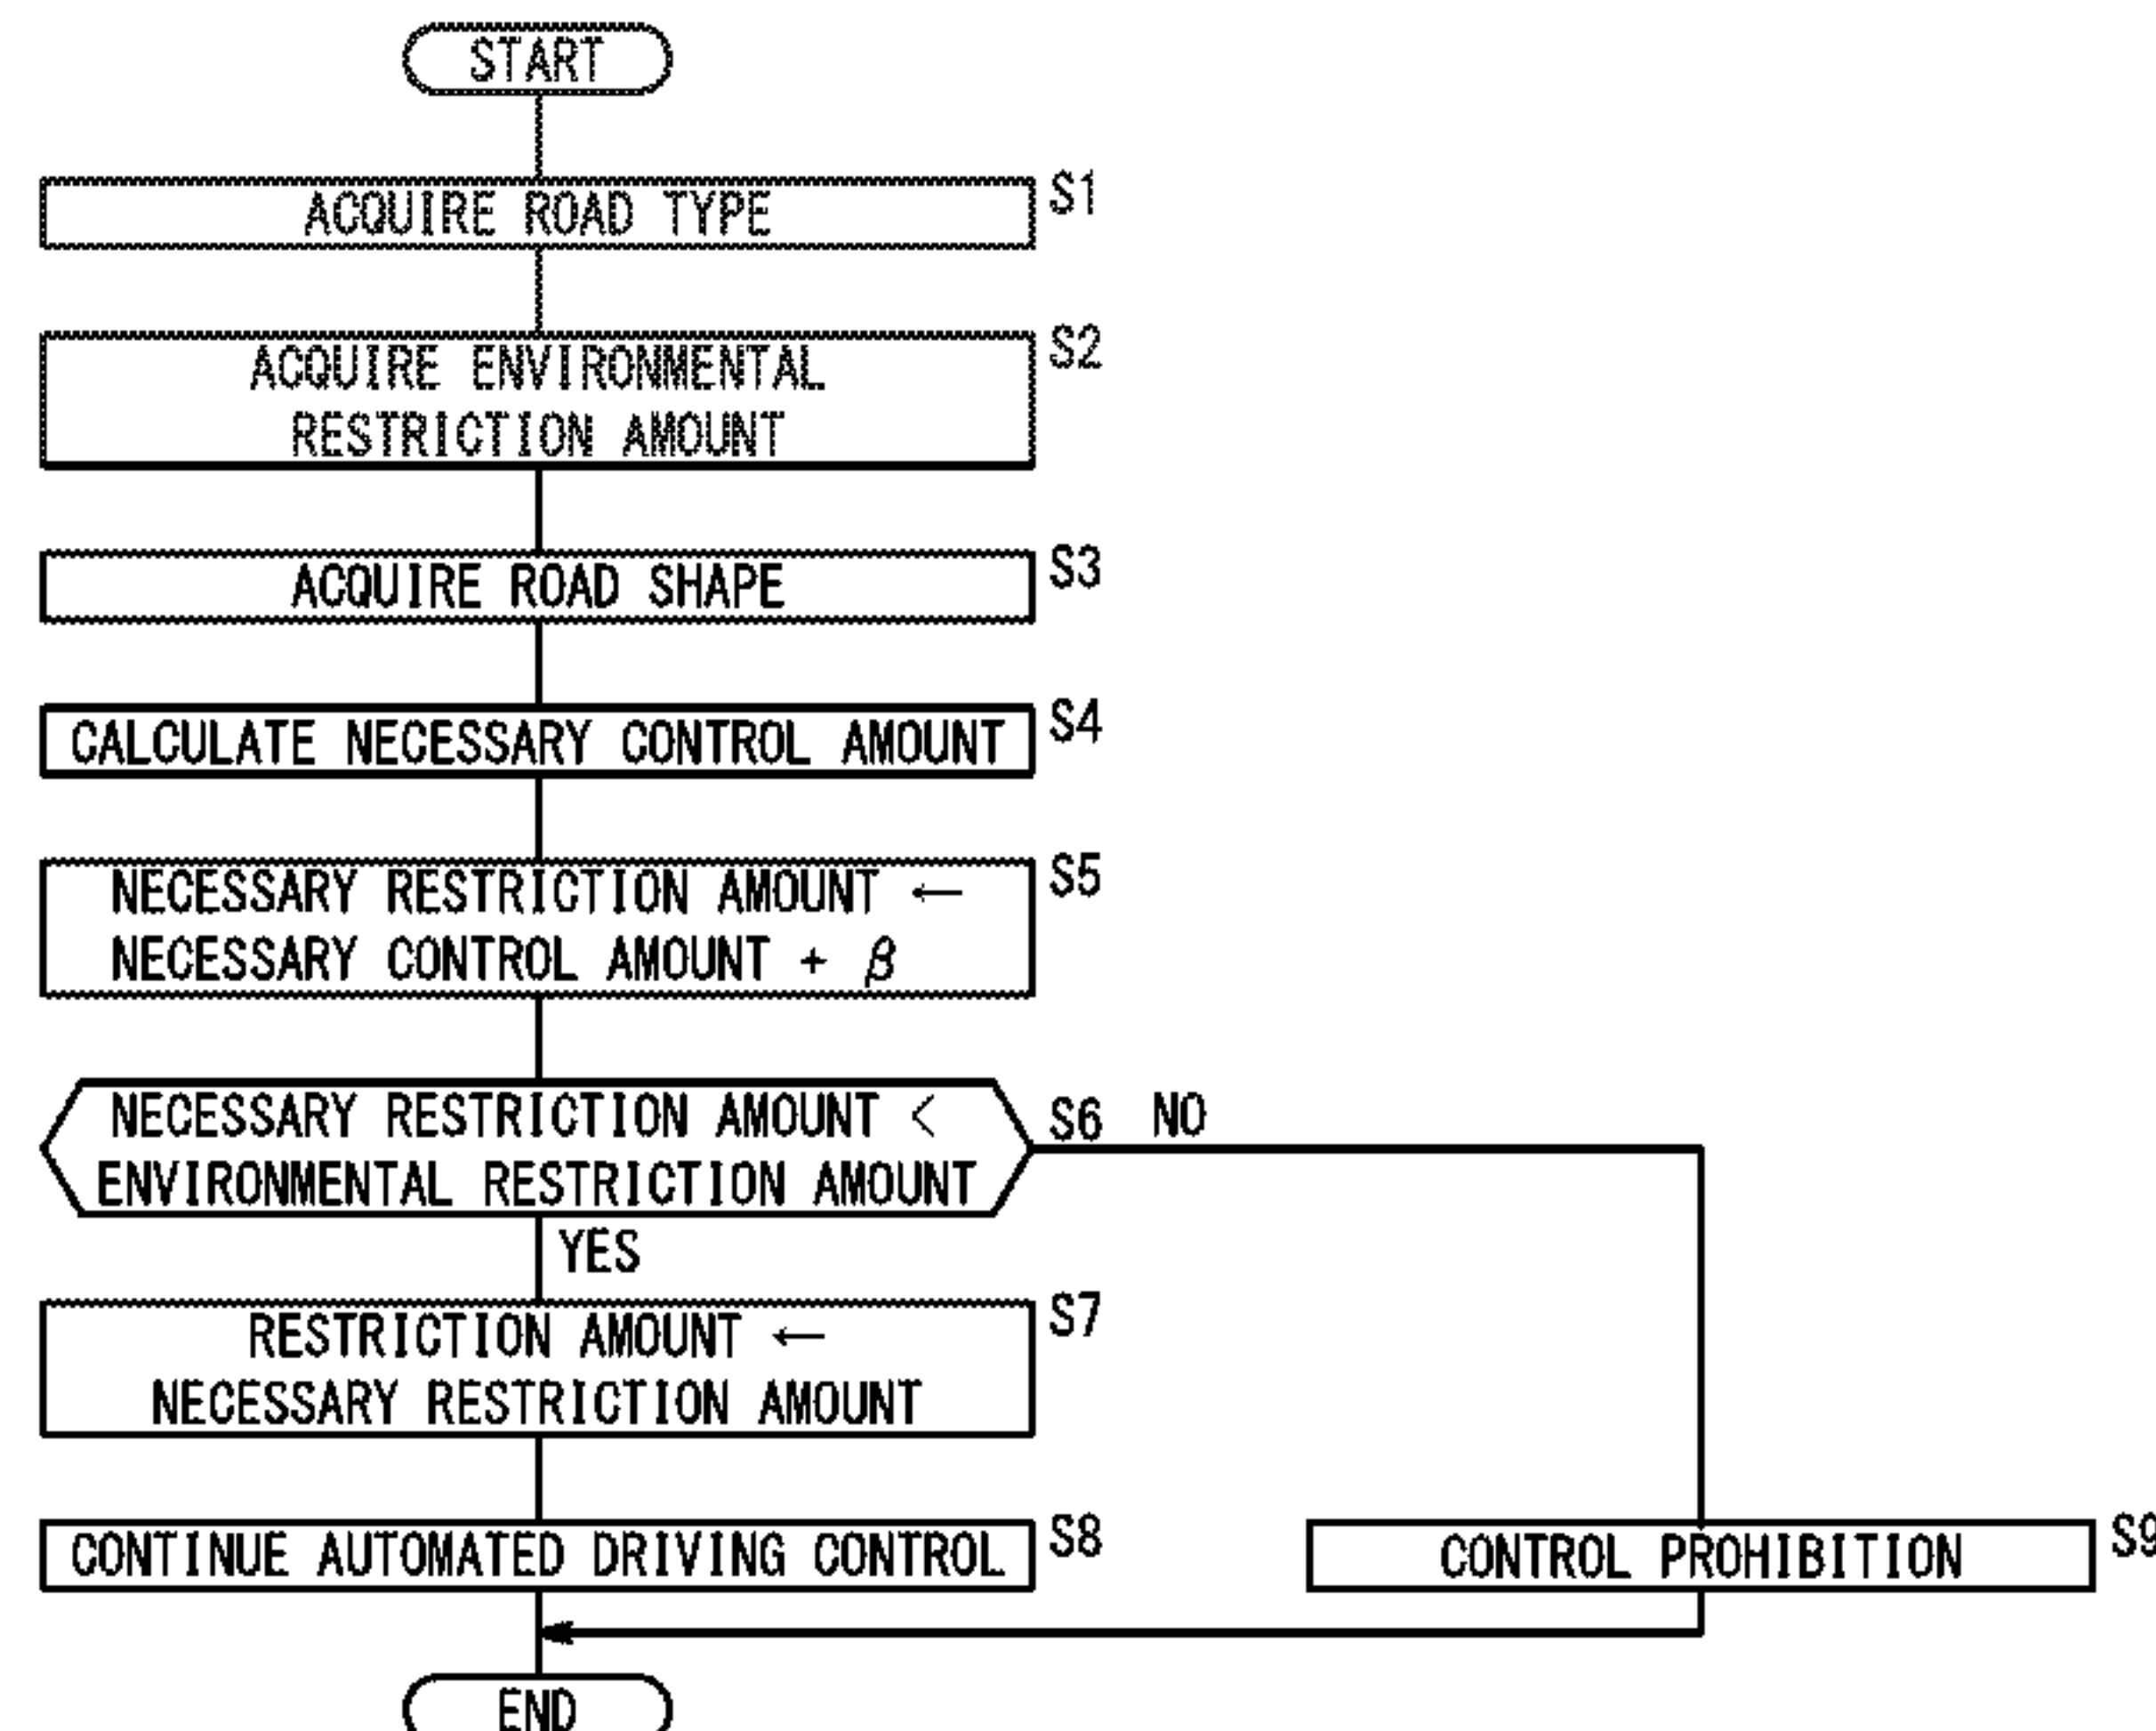 START
ACQUIRE ROAD TYPE
S1
ACQUIRE ENVIRONMENTAL
RESTRICTION AMOUNT
S2
ACQUIRE ROAD SHAPE
S3
CALCULATE NECESSARY CONTROL AMOUNT
S4
NECESSARY RESTRICTION AMOUNT ←
NECESSARY CONTROL AMOUNT + β
S5
NECESSARY RESTRICTION AMOUNT <
ENVIRONMENTAL RESTRICTION AMOUNT
S6 NO
YES
RESTRICTION AMOUNT ←
NECESSARY RESTRICTION AMOUNT
S7
CONTINUE AUTOMATED DRIVING CONTROL
S8
CONTROL PROHIBITION
S9
END